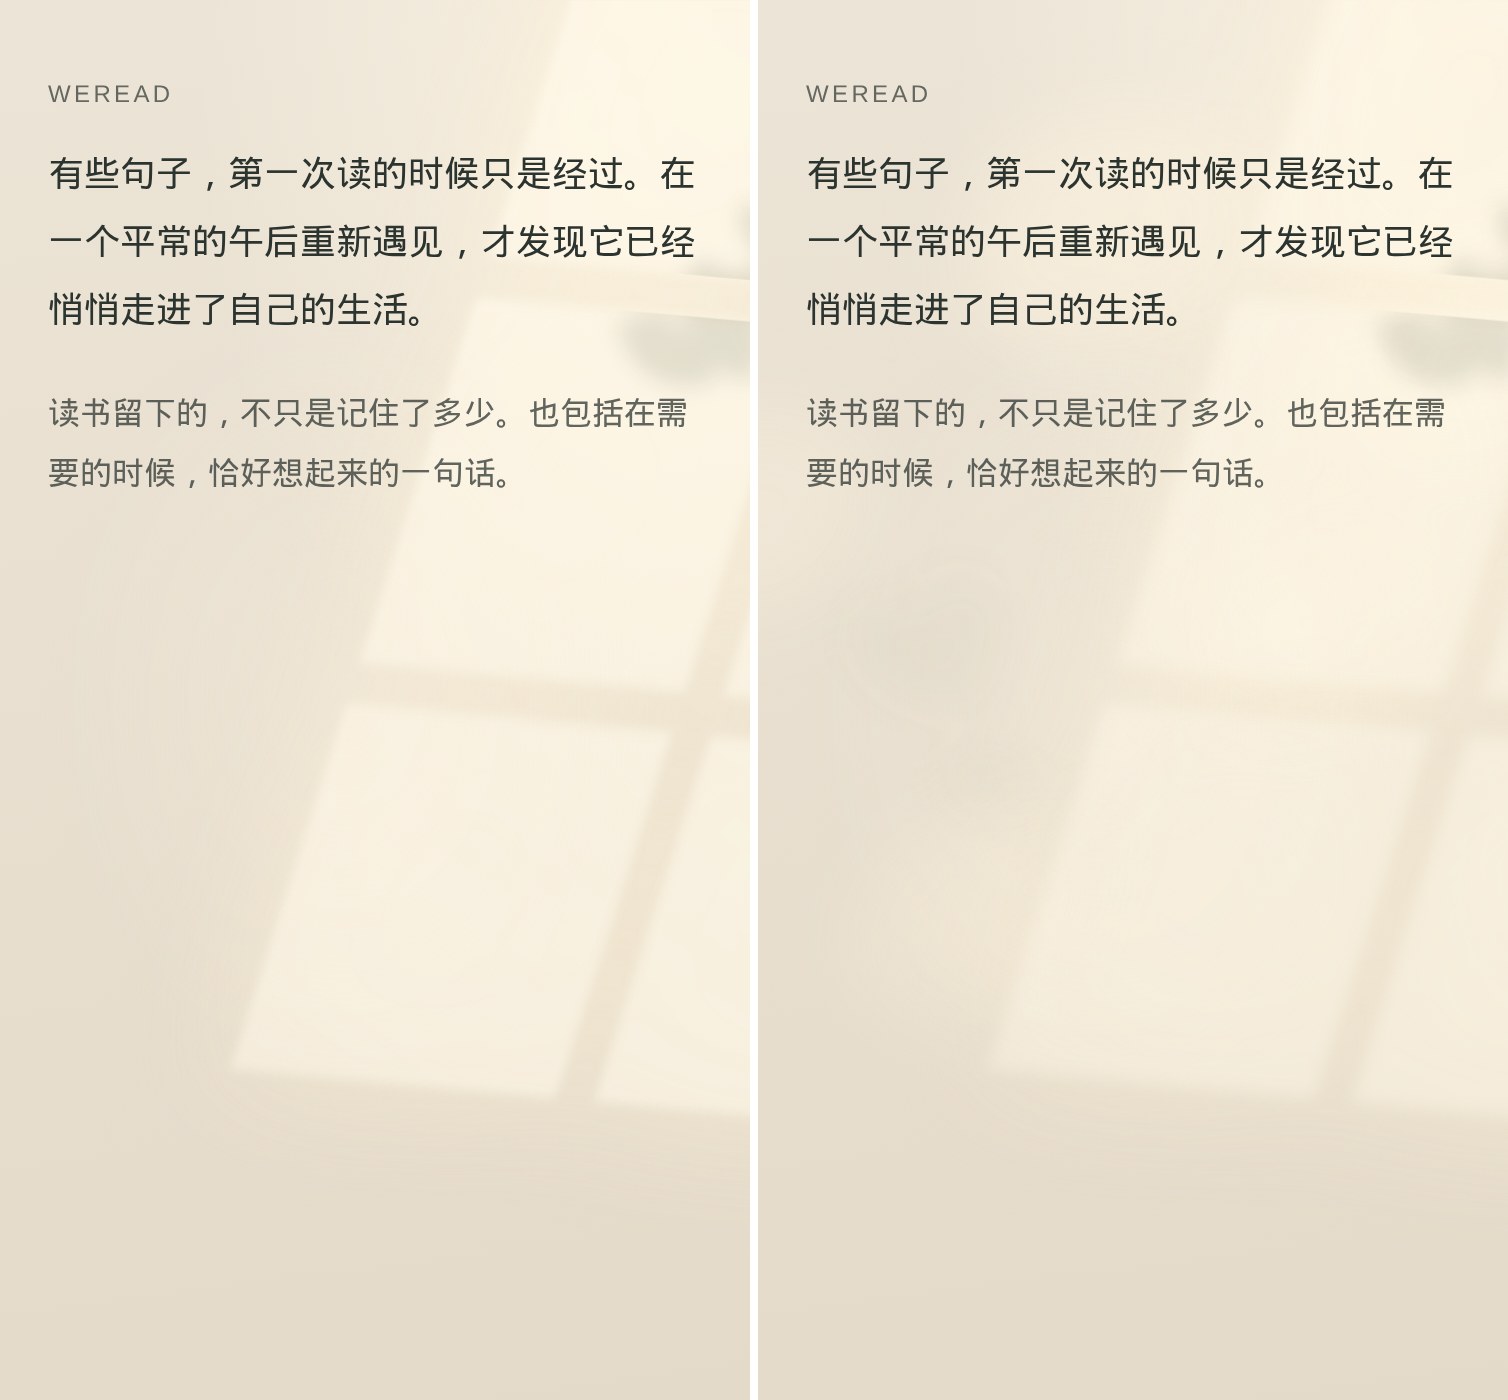 WEREAD
有些句子，第一次读的时候只是经过。在
一个平常的午后重新遇见，才发现它已经
悄悄走进了自己的生活。
读书留下的，不只是记住了多少。也包括在需
要的时候，恰好想起来的一句话。
WEREAD
有些句子，第一次读的时候只是经过。在
一个平常的午后重新遇见，才发现它已经
悄悄走进了自己的生活。
读书留下的，不只是记住了多少。也包括在需
要的时候，恰好想起来的一句话。